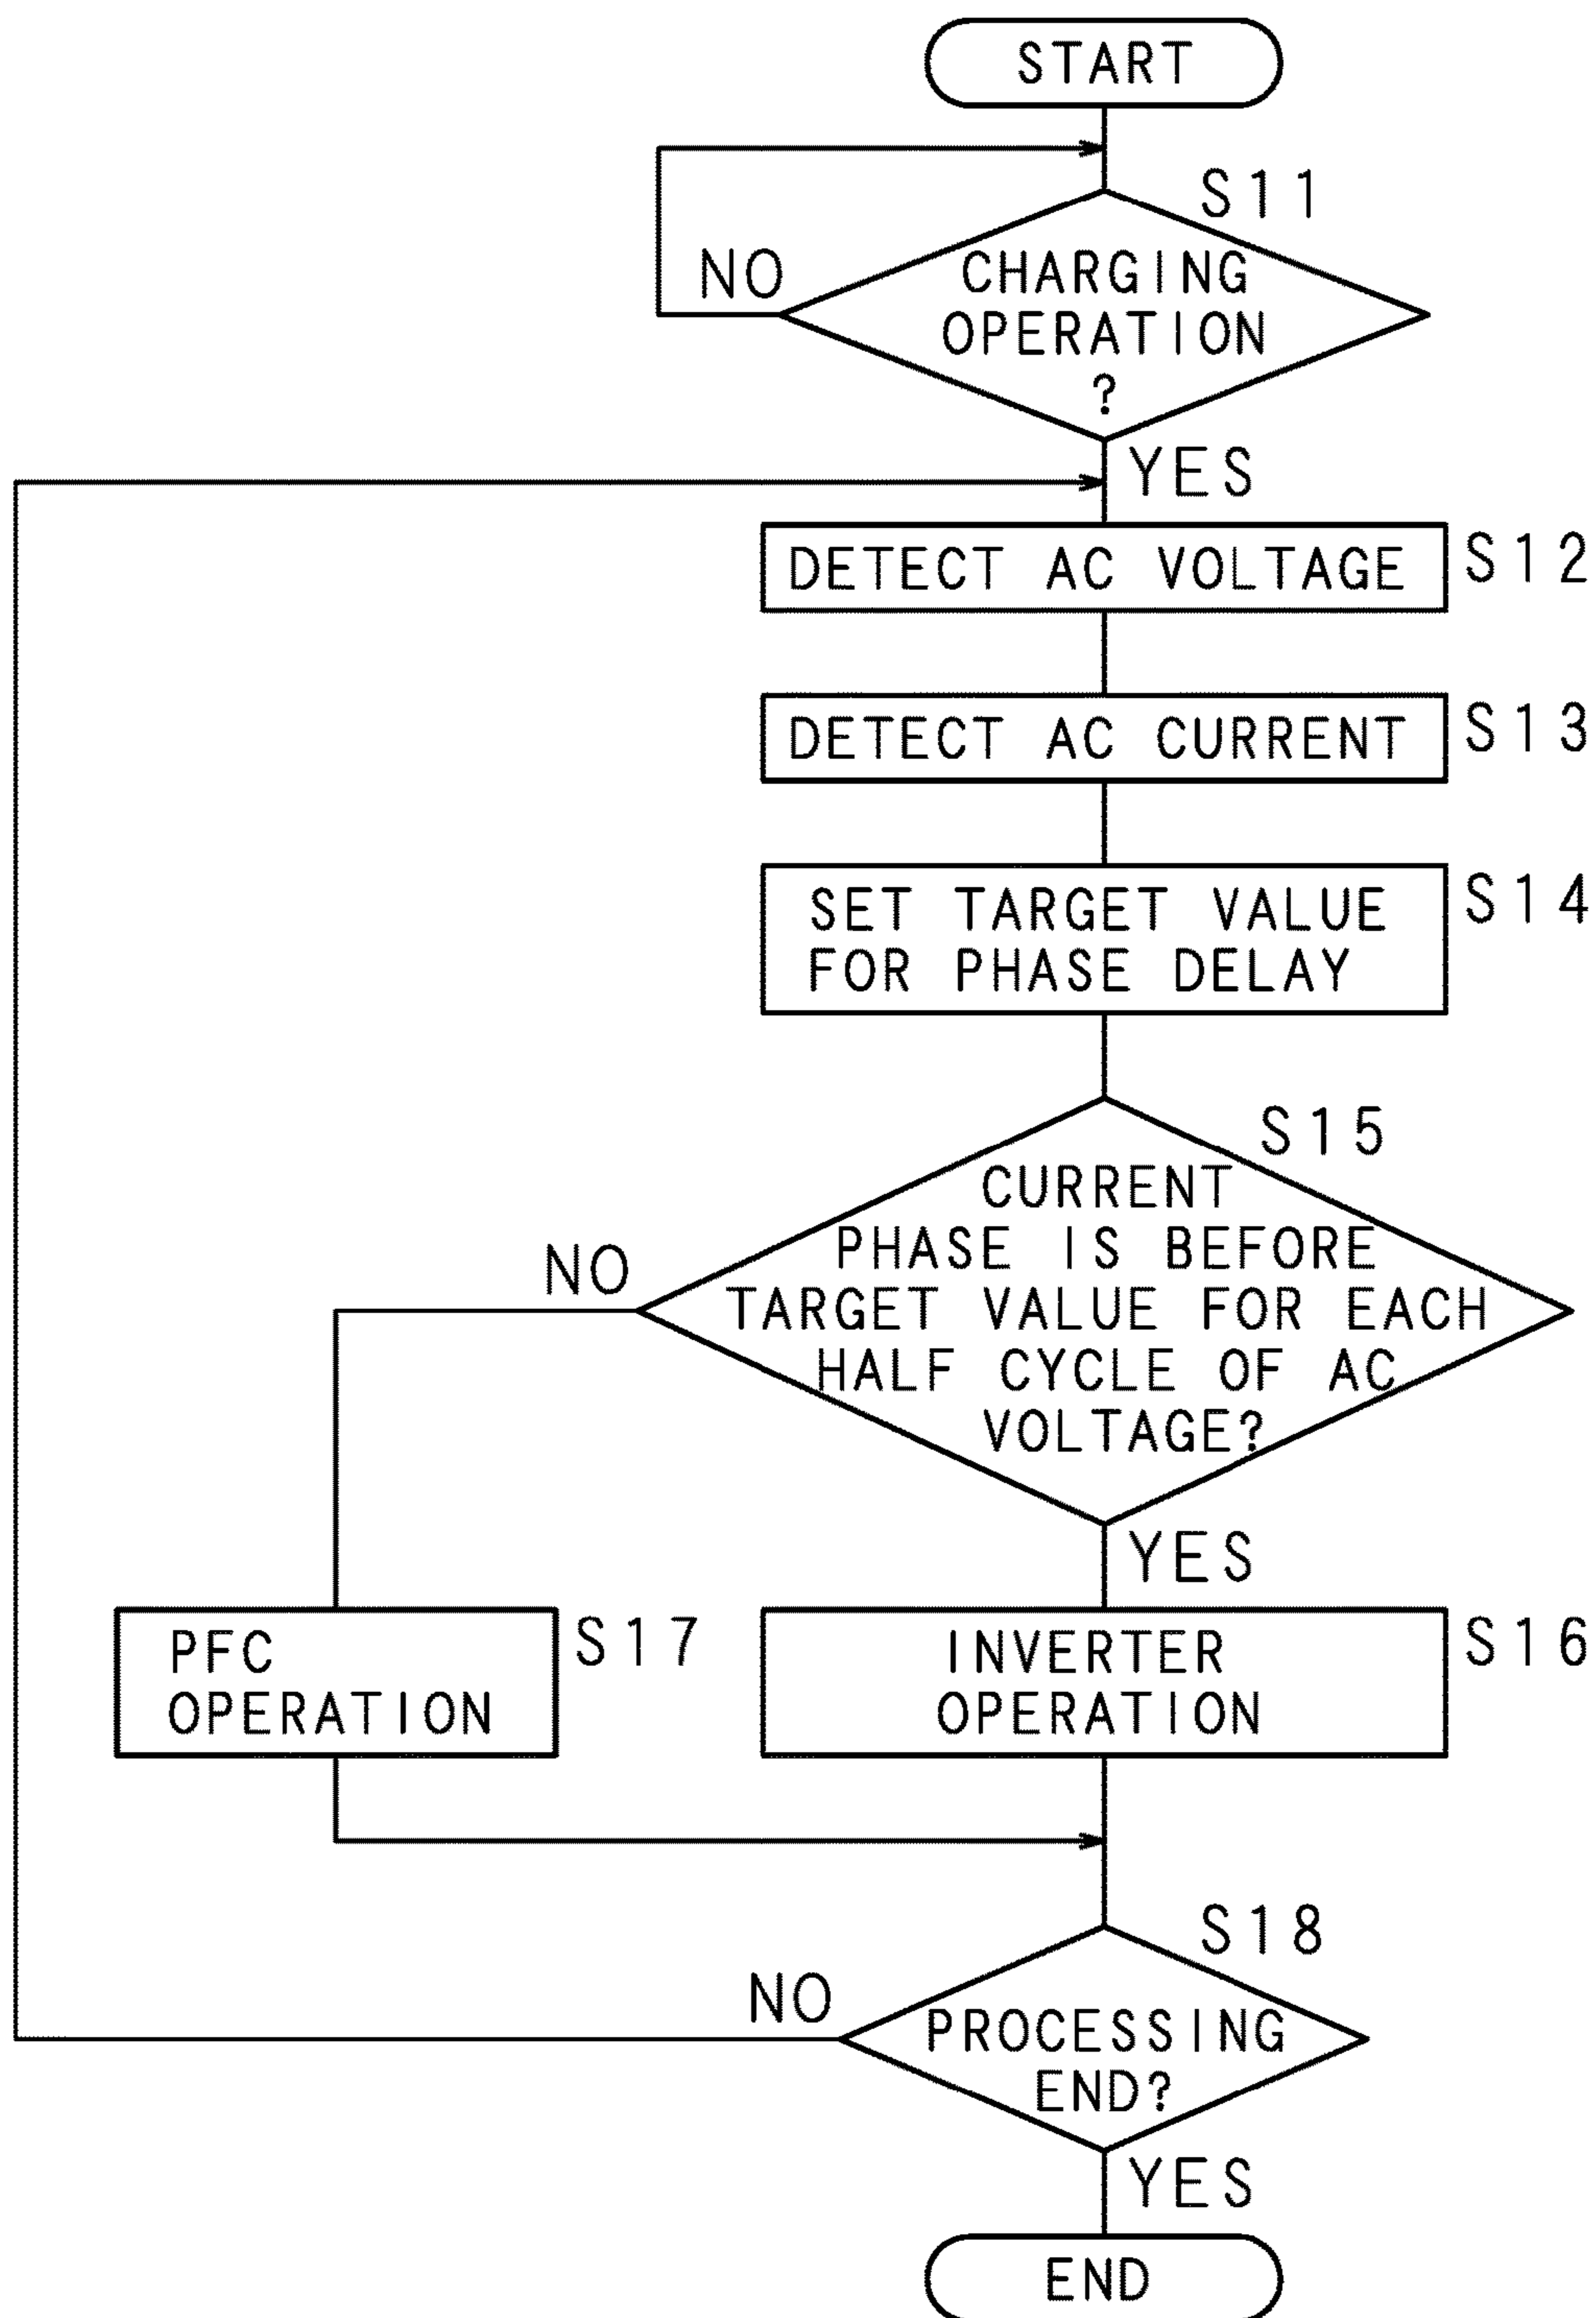 START
S11
NO
CHARGING
OPERATION
?
YES
DETECT AC VOLTAGE
S12
DETECT AC CURRENT
S13
SET TARGET VALUE
FOR PHASE DELAY
S14
S15
CURRENT
PHASE IS BEFORE
TARGET VALUE FOR EACH
HALF CYCLE OF AC
VOLTAGE?
NO
YES
PFC
OPERATION
S17
INVERTER
OPERATION
S16
S18
NO
PROCESSING
END?
YES
END